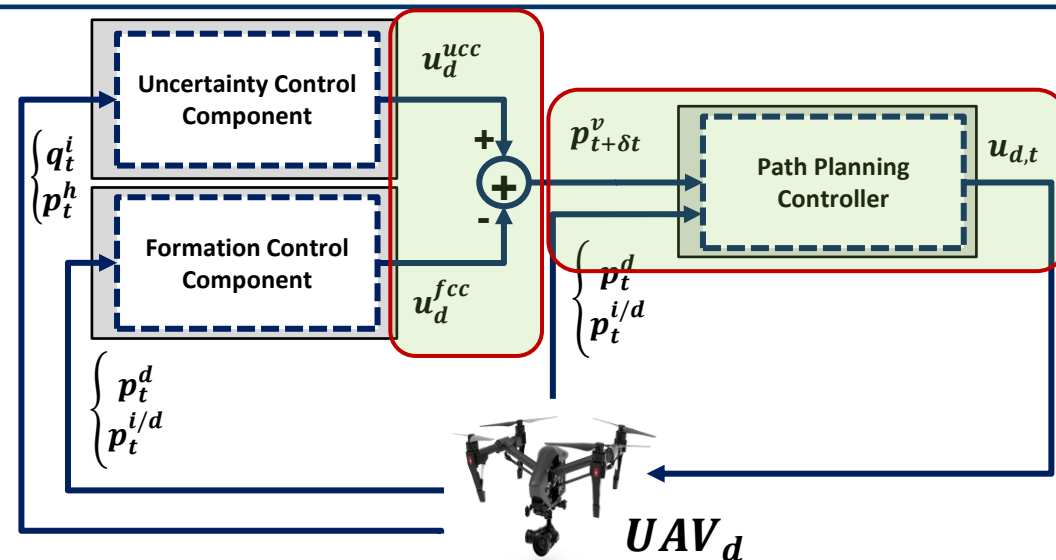 Uncertainty Control
Component
u_d^{ucc}
+
+
-
{ q_t^i
p_t^h
Formation Control
Component
u_d^{fcc}
{ p_t^d
p_t^{i/d}
p_{t+δt}^v
Path Planning
Controller
u_{d,t}
{ p_t^d
p_t^{i/d}
UAV_d